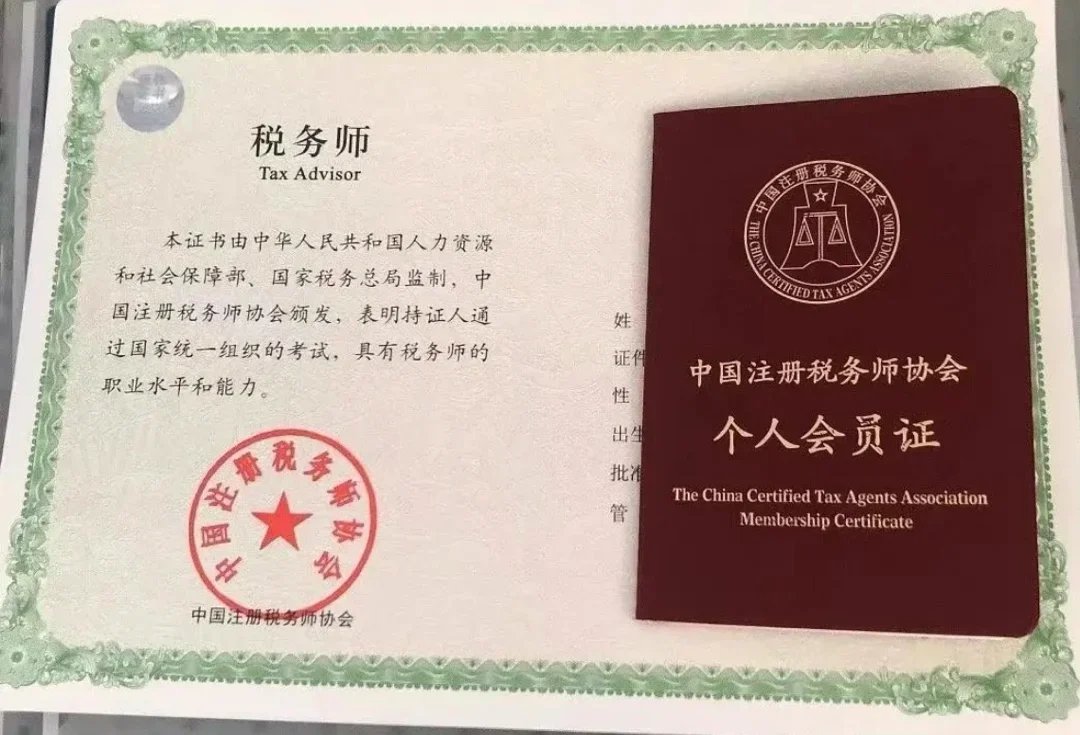 税务师
Tax Advisor
本证书由中华人民共和国人力资源
和社会保障部、国家税务总局监制，中
国注册税务师协会颁发，表明持证人通
过国家统一组织的考试，具有税务师的
职业水平和能力。
中国注册税务师协会
中国注册税务师协会
姓
证件
性
出生
批准
管
中国注册税务师协会
THE CHINA CERTIFIED TAX AGENTS ASSOCIATION
中国注册税务师协会
个人会员证
The China Certified Tax Agents Association
Membership Certificate